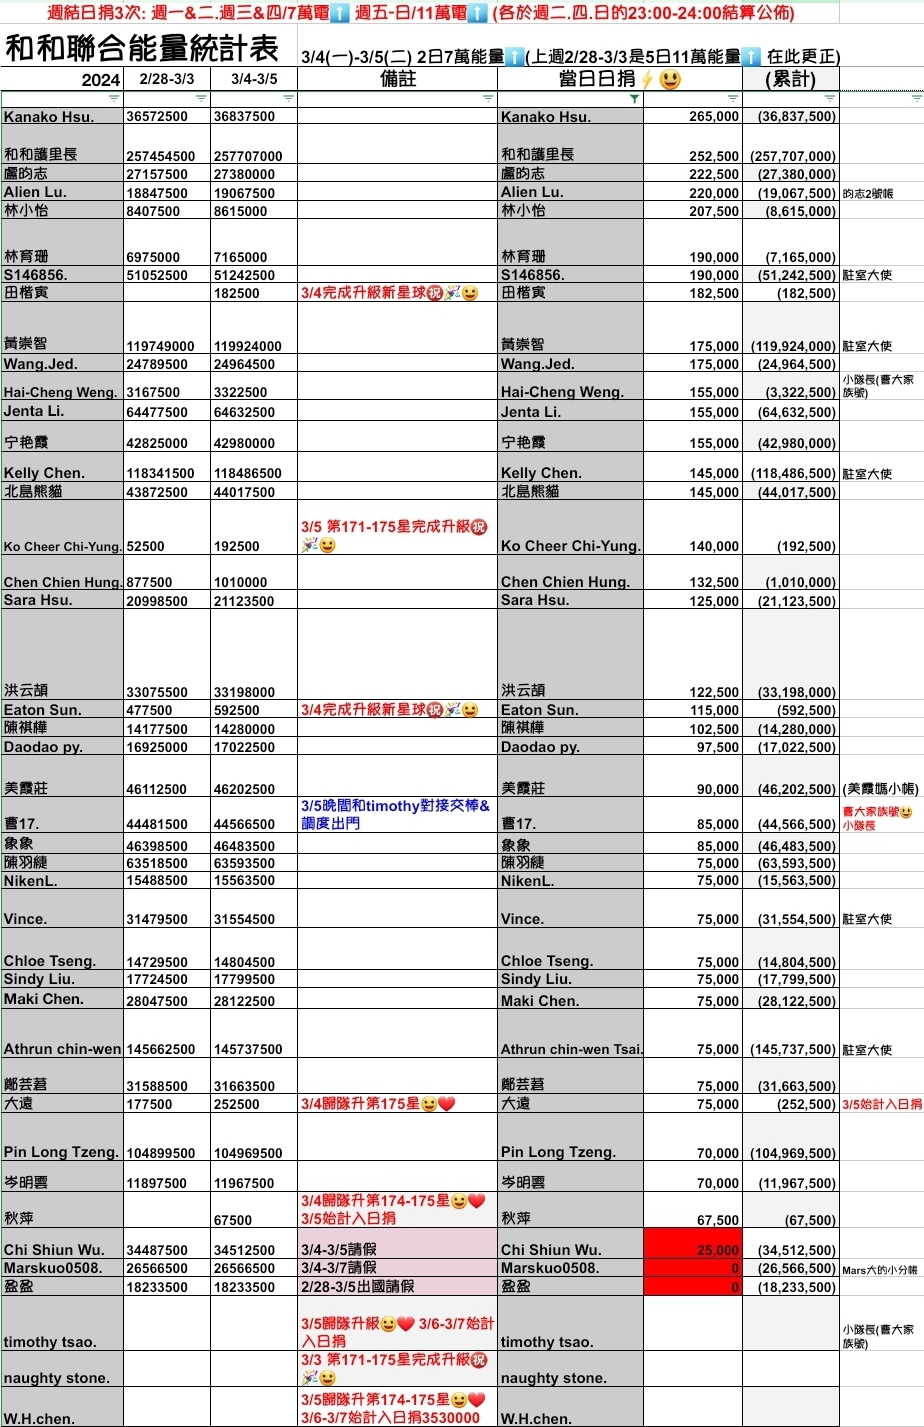 週結日捐3次: 週一&二.週三&四/7萬電⬆️ 週五-日/11萬電⬆️ (各於週二.四.日的23:00-24:00結算公佈)
和和聯合能量統計表 3/4(一)-3/5(二) 2日7萬能量⬆️(上週2/28-3/3是5日11萬能量⬆️ 在此更正)
2024 2/28-3/3 3/4-3/5 備註 當日日捐⚡😃 (累計)
Kanako Hsu. 36572500 36837500 Kanako Hsu. 265,000 (36,837,500)
和和護里長 257454500 257707000 和和護里長 252,500 (257,707,000)
盧昀志 27157500 27380000 盧昀志 222,500 (27,380,000)
Alien Lu. 18847500 19067500 Alien Lu. 220,000 (19,067,500) 昀志2號帳
林小怡 8407500 8615000 林小怡 207,500 (8,615,000)
林育珊 6975000 7165000 林育珊 190,000 (7,165,000)
S146856. 51052500 51242500 S146856. 190,000 (51,242,500) 駐室大使
田楷寅 182500 3/4完成升級新星球㊗️🎉😀 田楷寅 182,500 (182,500)
黃崇智 119749000 119924000 黃崇智 175,000 (119,924,000) 駐室大使
Wang.Jed. 24789500 24964500 Wang.Jed. 175,000 (24,964,500)
Hai-Cheng Weng. 3167500 3322500 Hai-Cheng Weng. 155,000 (3,322,500) 小隊長(曹大家
族號)
Jenta Li. 64477500 64632500 Jenta Li. 155,000 (64,632,500)
宁艳霞 42825000 42980000 宁艳霞 155,000 (42,980,000)
Kelly Chen. 118341500 118486500 Kelly Chen. 145,000 (118,486,500) 駐室大使
北島熊貓 43872500 44017500 北島熊貓 145,000 (44,017,500)
3/5 第171-175星完成升級㊗️
🎉😀
Ko Cheer Chi-Yung. 52500 192500 Ko Cheer Chi-Yung. 140,000 (192,500)
Chen Chien Hung. 877500 1010000 Chen Chien Hung. 132,500 (1,010,000)
Sara Hsu. 20998500 21123500 Sara Hsu. 125,000 (21,123,500)
洪云頡 33075500 33198000 洪云頡 122,500 (33,198,000)
Eaton Sun. 477500 592500 3/4完成升級新星球㊗️🎉😀 Eaton Sun. 115,000 (592,500)
陳祺樺 14177500 14280000 陳祺樺 102,500 (14,280,000)
Daodao py. 16925000 17022500 Daodao py. 97,500 (17,022,500)
美霞莊 46112500 46202500 美霞莊 90,000 (46,202,500) (美霞媽小帳)
3/5晚間和timothy對接交棒&
調度出門
曹17. 44481500 44566500 曹17. 85,000 (44,566,500) 曹大家族號😃
小隊長
象象 46398500 46483500 象象 85,000 (46,483,500)
陳羽緁 63518500 63593500 陳羽緁 75,000 (63,593,500)
NikenL. 15488500 15563500 NikenL. 75,000 (15,563,500)
Vince. 31479500 31554500 Vince. 75,000 (31,554,500) 駐室大使
Chloe Tseng. 14729500 14804500 Chloe Tseng. 75,000 (14,804,500)
Sindy Liu. 17724500 17799500 Sindy Liu. 75,000 (17,799,500)
Maki Chen. 28047500 28122500 Maki Chen. 75,000 (28,122,500)
Athrun chin-wen 145662500 145737500 Athrun chin-wen Tsai. 75,000 (145,737,500) 駐室大使
鄭芸莙 31588500 31663500 鄭芸莙 75,000 (31,663,500)
大遠 177500 252500 3/4歸隊升第175星😀❤️ 大遠 75,000 (252,500) 3/5始計入日捐
Pin Long Tzeng. 104899500 104969500 Pin Long Tzeng. 70,000 (104,969,500)
岑明雲 11897500 11967500 岑明雲 70,000 (11,967,500)
3/4歸隊升第174-175星😀❤️
3/5始計入日捐
秋萍 67500 秋萍 67,500 (67,500)
Chi Shiun Wu. 34487500 34512500 3/4-3/5請假 Chi Shiun Wu. 25,000 (34,512,500)
Marskuo0508. 26566500 26566500 3/4-3/7請假 Marskuo0508. 0 (26,566,500) Mars大的小分帳
盈盈 18233500 18233500 2/28-3/5出國請假 盈盈 0 (18,233,500)
3/5歸隊升級😀❤️ 3/6-3/7始計
入日捐
timothy tsao. timothy tsao. 小隊長(曹大家
族號)
3/3 第171-175星完成升級㊗️
🎉😀
naughty stone. naughty stone.
3/5歸隊升第174-175星😀❤️
3/6-3/7始計入日捐3530000
W.H.chen. W.H.chen.